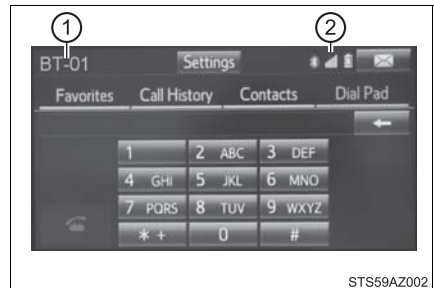 1 2
BT-01 Settings
Favorites Call History Contacts Dial Pad
1 2 ABC 3 DEF
4 GHI 5 JKL 6 MNO
7 PQRS 8 TUV 9 WXYZ
* + 0 #
STS59AZ002